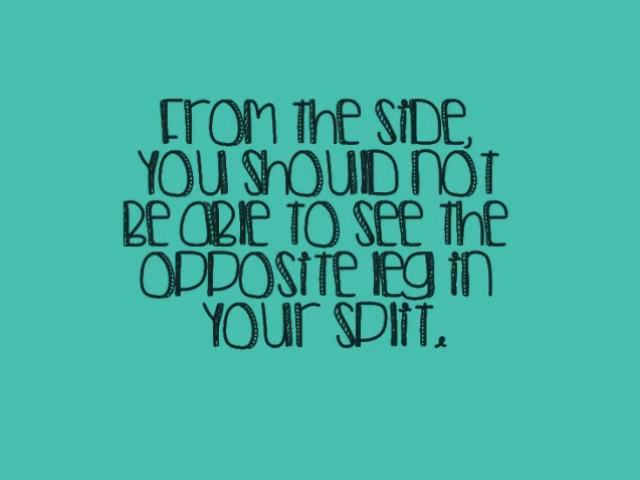 From the side,
you should not
be able to see the
opposite leg in
your split.